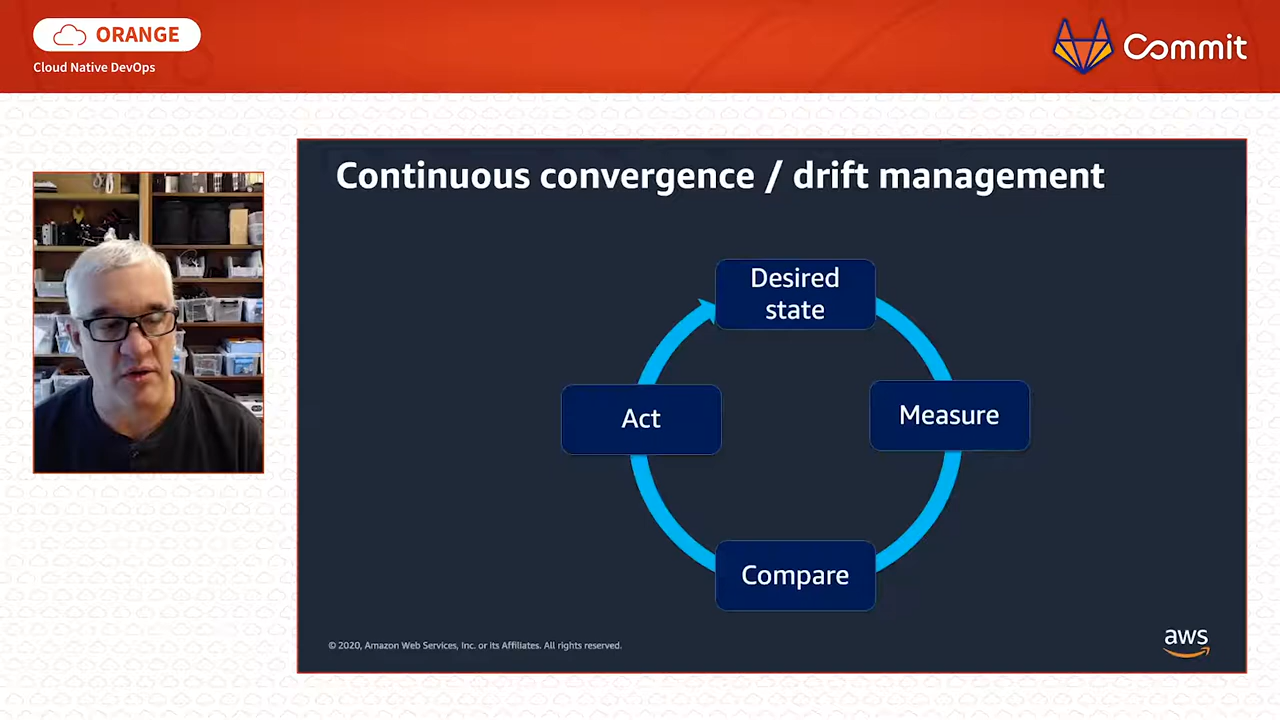 ORANGE
Cloud Native DevOps
Commit
Continuous convergence / drift management
Desired
state
Act
Measure
Compare
© 2020, Amazon Web Services, Inc. or its Affiliates. All rights reserved.
aws